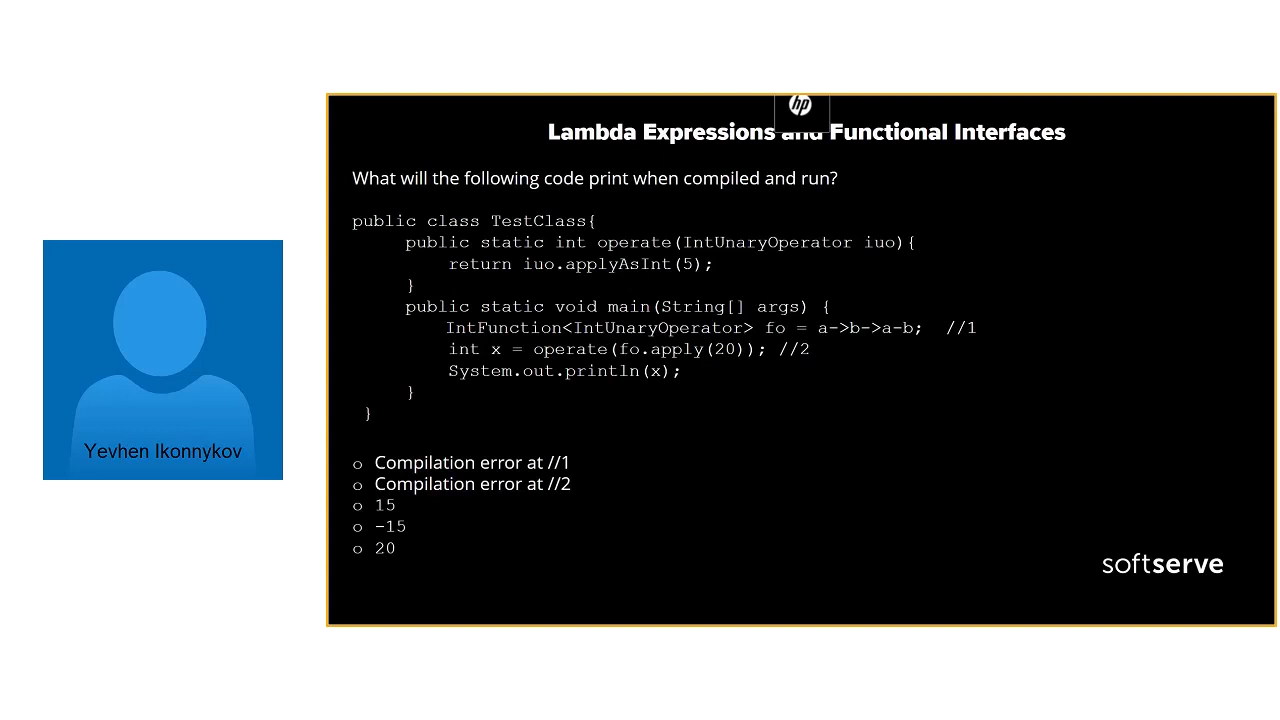 hp
Lambda Expressions and Functional Interfaces
What will the following code print when compiled and run?
public class TestClass{
public static int operate(IntUnaryOperator iuo){
return iuo.applyAsInt(5);
}
public static void main(String[] args) {
IntFunction<IntUnaryOperator> fo = a->b->a-b; //1
int x = operate(fo.apply(20)); //2
System.out.println(x);
}
}
Yevhen Ikonnykov
o Compilation error at //1
o Compilation error at //2
o 15
o -15
o 20
softserve